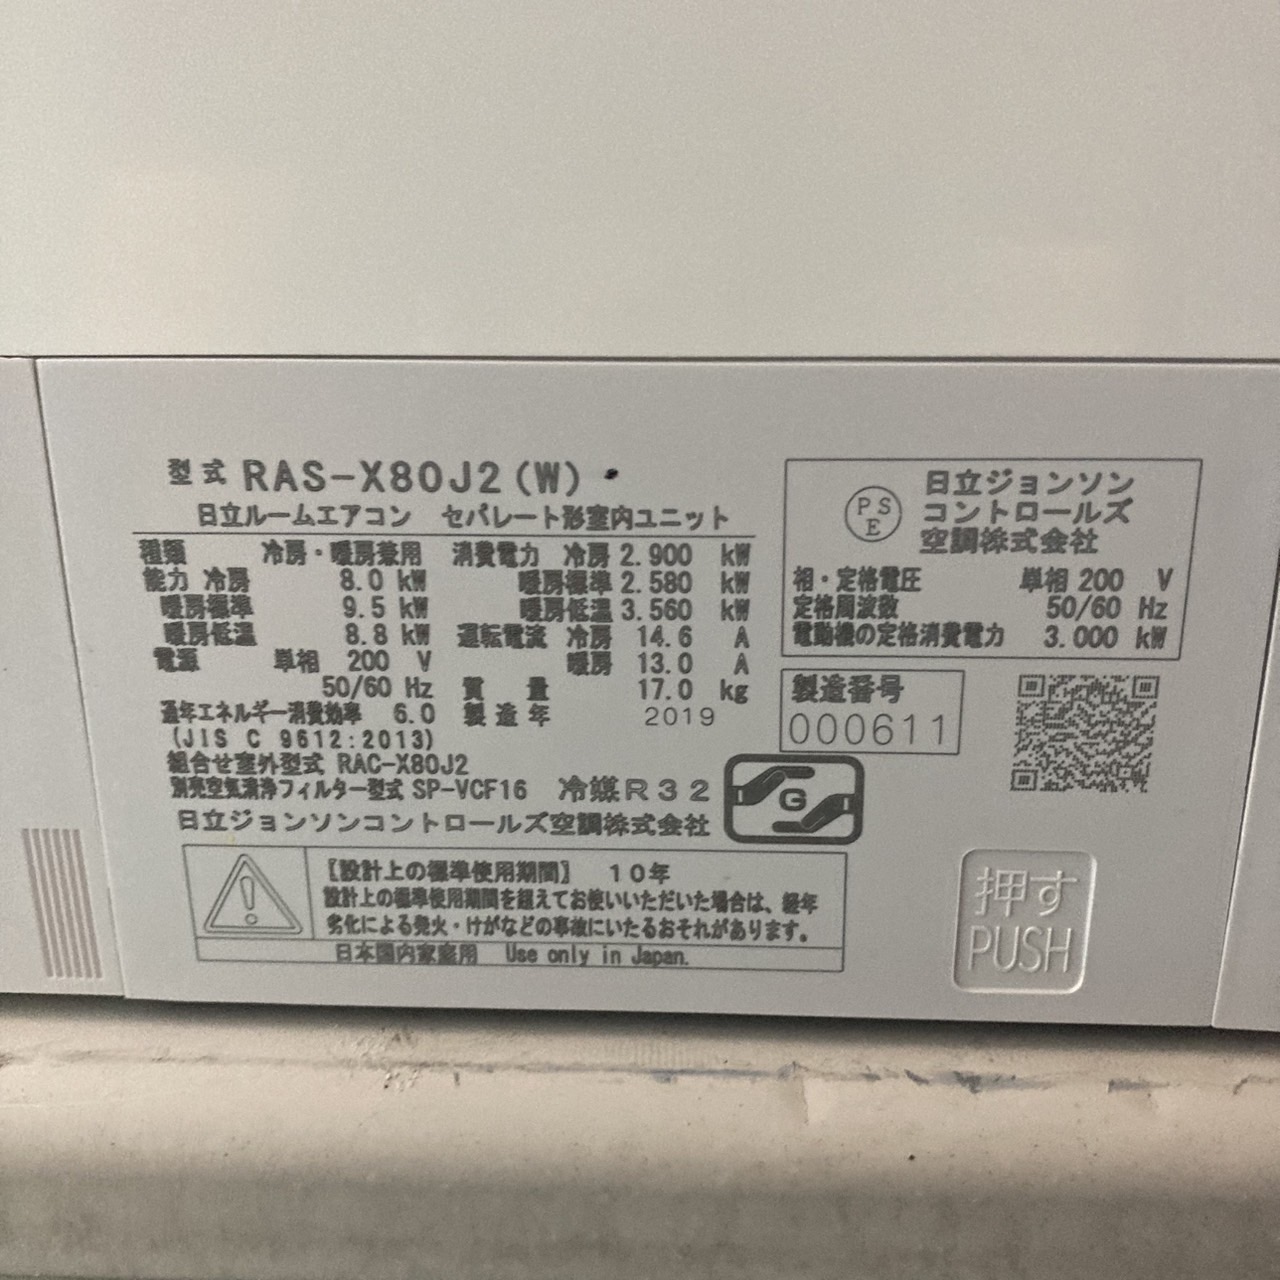 型式 RAS-X80J2(W)
日立ルームエアコン セパレート形室内ユニット
種類 冷房・暖房兼用
能力 冷房 8.0 kW
暖房標準 9.5 kW
暖房低温 8.8 kW
電源 単相 200 V
50/60 Hz
通年エネルギー消費効率 6.0
(JIS C 9612:2013)
組合せ室外型式 RAC-X80J2
別売空気清浄フィルター型式 SP-VCF16
消費電力 冷房 2.900 kW
暖房標準 2.580 kW
暖房低温 3.560 kW
運転電流 冷房 14.6 A
暖房 13.0 A
質量 17.0 kg
製造年 2019
冷媒R32
日立ジョンソンコントロールズ空調株式会社
G
PS
E
日立ジョンソン
コントロールズ
空調株式会社
相・定格電圧 単相 200 V
定格周波数 50/60 Hz
電動機の定格消費電力 3.000 kW
製造番号
000611
【設計上の標準使用期間】 10年
設計上の標準使用期間を超えてお使いいただいた場合は、経年
劣化による発火・けがなどの事故にいたるおそれがあります。
日本国内家庭用 Use only in Japan.
押す
PUSH